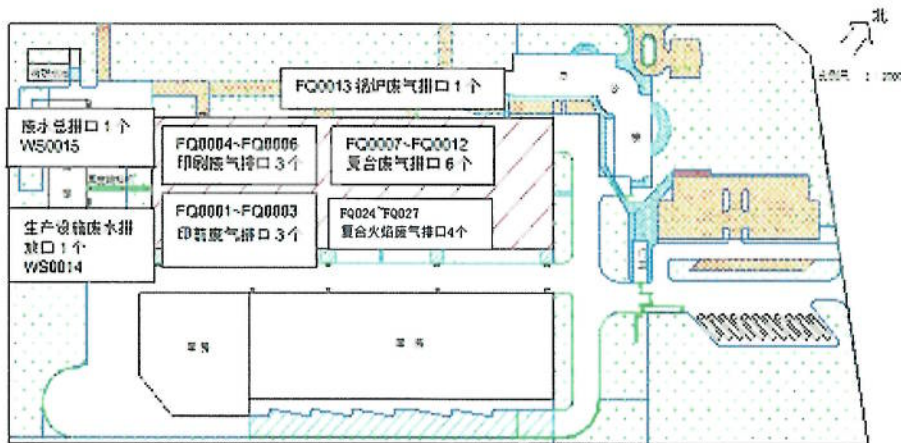 北
1：2000
FQ0013 锅炉废气排口 1 个
废水总排口 1 个
WS0015
FQ0004~FQ0006
印刷废气排口 3 个
FQ0007~FQ0012
复合废气排口 6 个
FQ0001~FQ0003
印刷废气排口 3 个
FQ024~FQ027
复合火焰废气排口4个
生产设施废水排
放口 1 个
WS0014